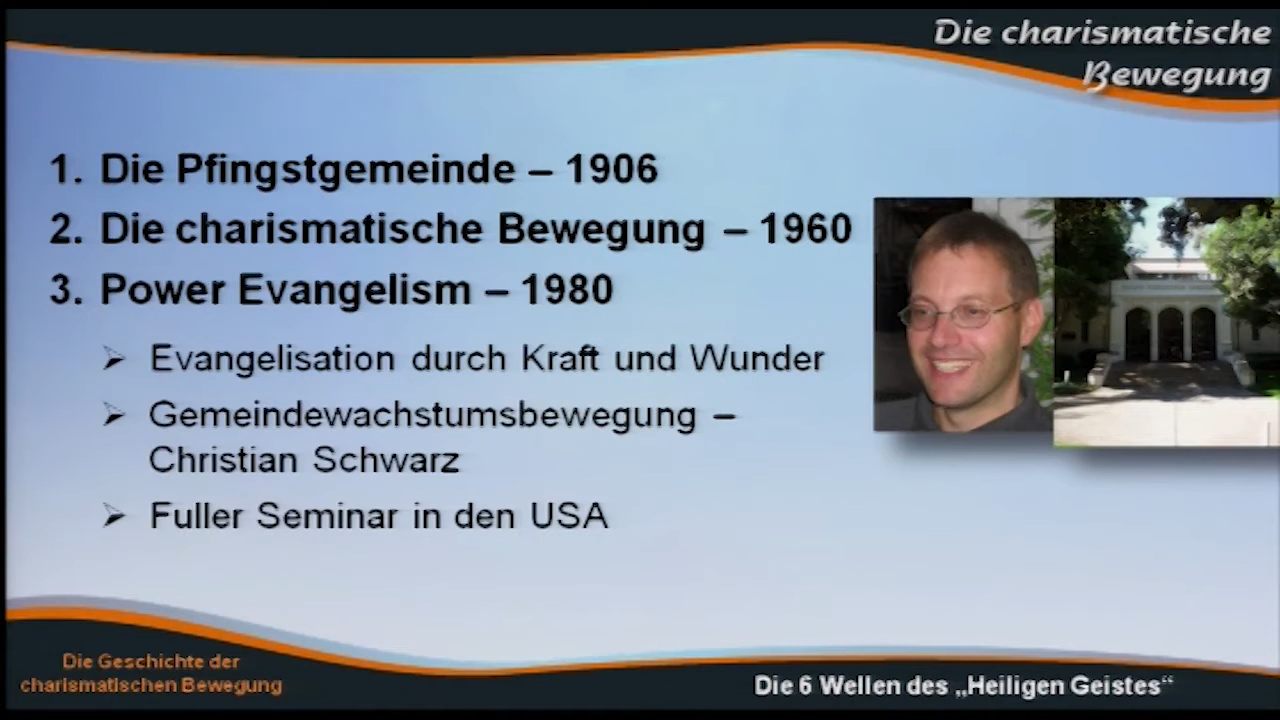 Die charismatische
Bewegung
1. Die Pfingstgemeinde – 1906
2. Die charismatische Bewegung – 1960
3. Power Evangelism – 1980
➢ Evangelisation durch Kraft und Wunder
➢ Gemeindewachstumsbewegung –
Christian Schwarz
➢ Fuller Seminar in den USA
Die Geschichte der
charismatischen Bewegung
Die 6 Wellen des „Heiligen Geistes“